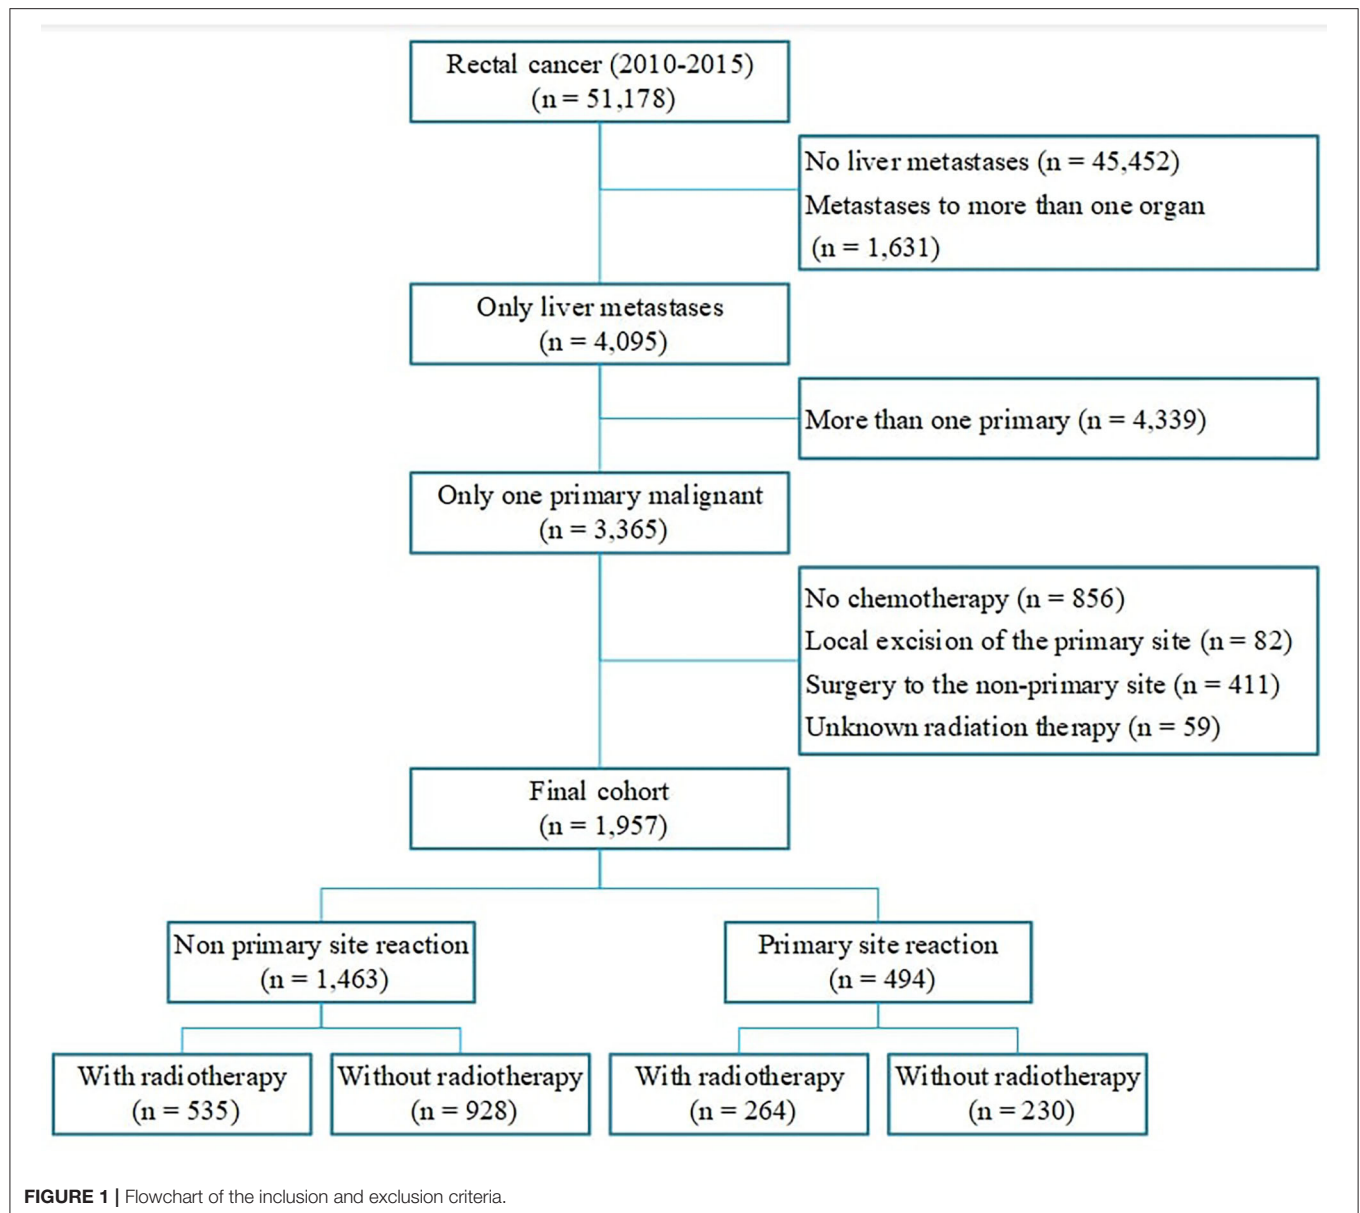 Rectal cancer (2010-2015)
(n = 51,178)
No liver metastases (n = 45,452)
Metastases to more than one organ
(n = 1,631)
Only liver metastases
(n = 4,095)
More than one primary (n = 4,339)
Only one primary malignant
(n = 3,365)
No chemotherapy (n = 856)
Local excision of the primary site (n = 82)
Surgery to the non-primary site (n = 411)
Unknown radiation therapy (n = 59)
Final cohort
(n = 1,957)
Non primary site reaction
(n = 1,463)
Primary site reaction
(n = 494)
With radiotherapy
(n = 535)
Without radiotherapy
(n = 928)
With radiotherapy
(n = 264)
Without radiotherapy
(n = 230)
FIGURE 1 | Flowchart of the inclusion and exclusion criteria.